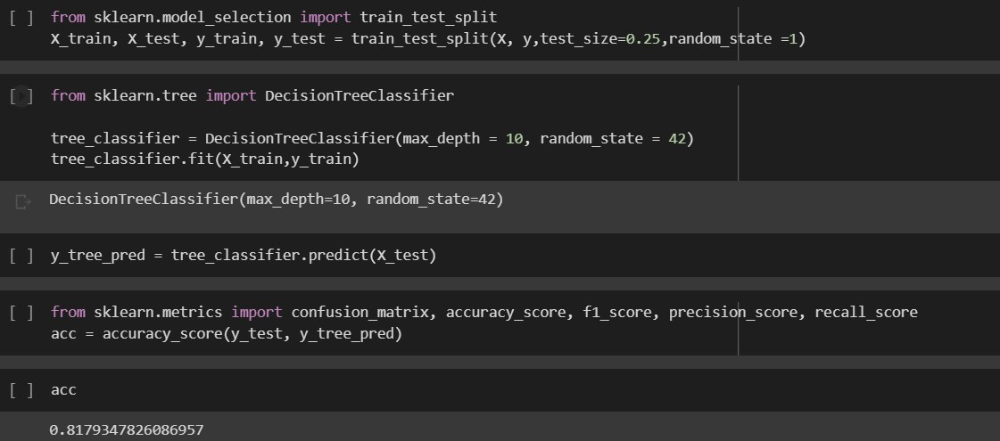 [ ] from sklearn.model_selection import train_test_split
X_train, X_test, y_train, y_test = train_test_split(X, y,test_size=0.25,random_state =1)
[ ] from sklearn.tree import DecisionTreeClassifier
tree_classifier = DecisionTreeClassifier(max_depth = 10, random_state = 42)
tree_classifier.fit(X_train,y_train)
DecisionTreeClassifier(max_depth=10, random_state=42)
[ ] y_tree_pred = tree_classifier.predict(X_test)
[ ] from sklearn.metrics import confusion_matrix, accuracy_score, f1_score, precision_score, recall_score
acc = accuracy_score(y_test, y_tree_pred)
[ ] acc
0.8179347826086957